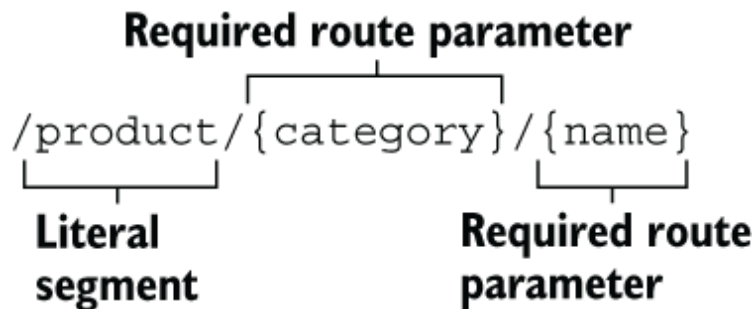 Required route parameter
/product/{category}/{name}
Literal
segment
Required route
parameter